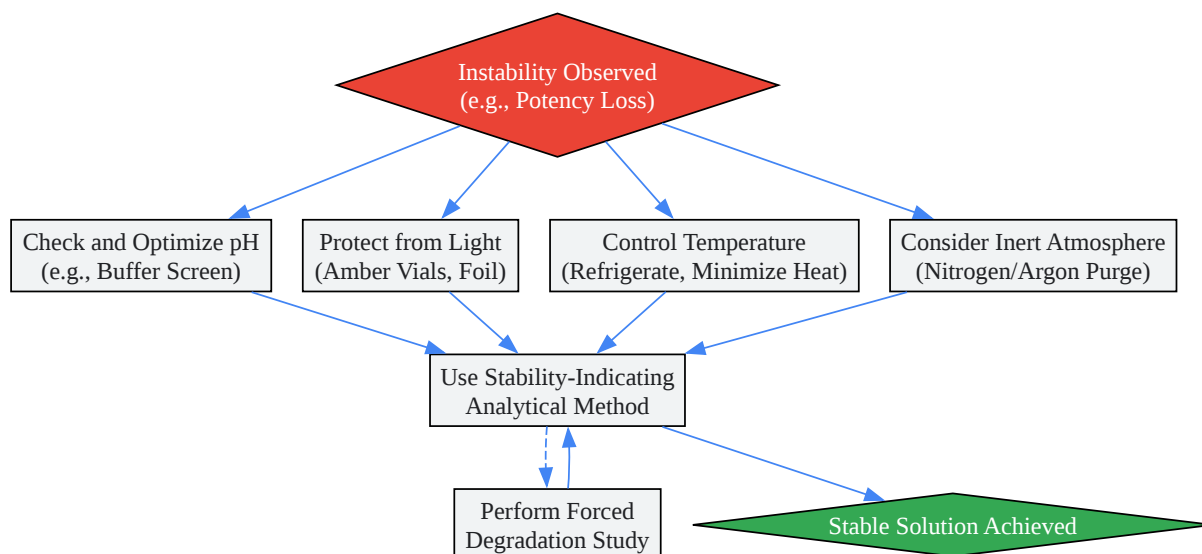 Instability Observed
(e.g., Potency Loss)
Check and Optimize pH
(e.g., Buffer Screen)
Protect from Light
(Amber Vials, Foil)
Control Temperature
(Refrigerate, Minimize Heat)
Consider Inert Atmosphere
(Nitrogen/Argon Purge)
Use Stability-Indicating
Analytical Method
Perform Forced
Degradation Study
Stable Solution Achieved